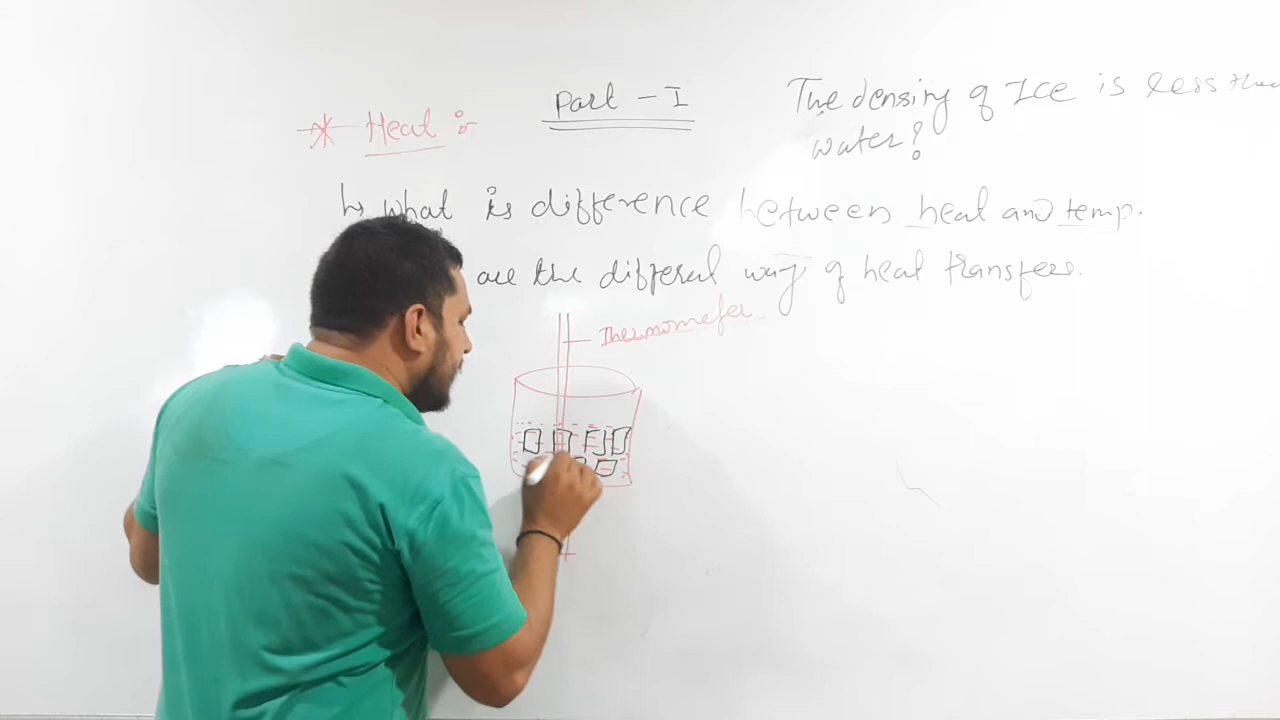 Part - I
The density of Ice is less than
water?
* Heat :-
↳ what is difference between heat and temp.
are the different way of heat transfers.
Thermometer